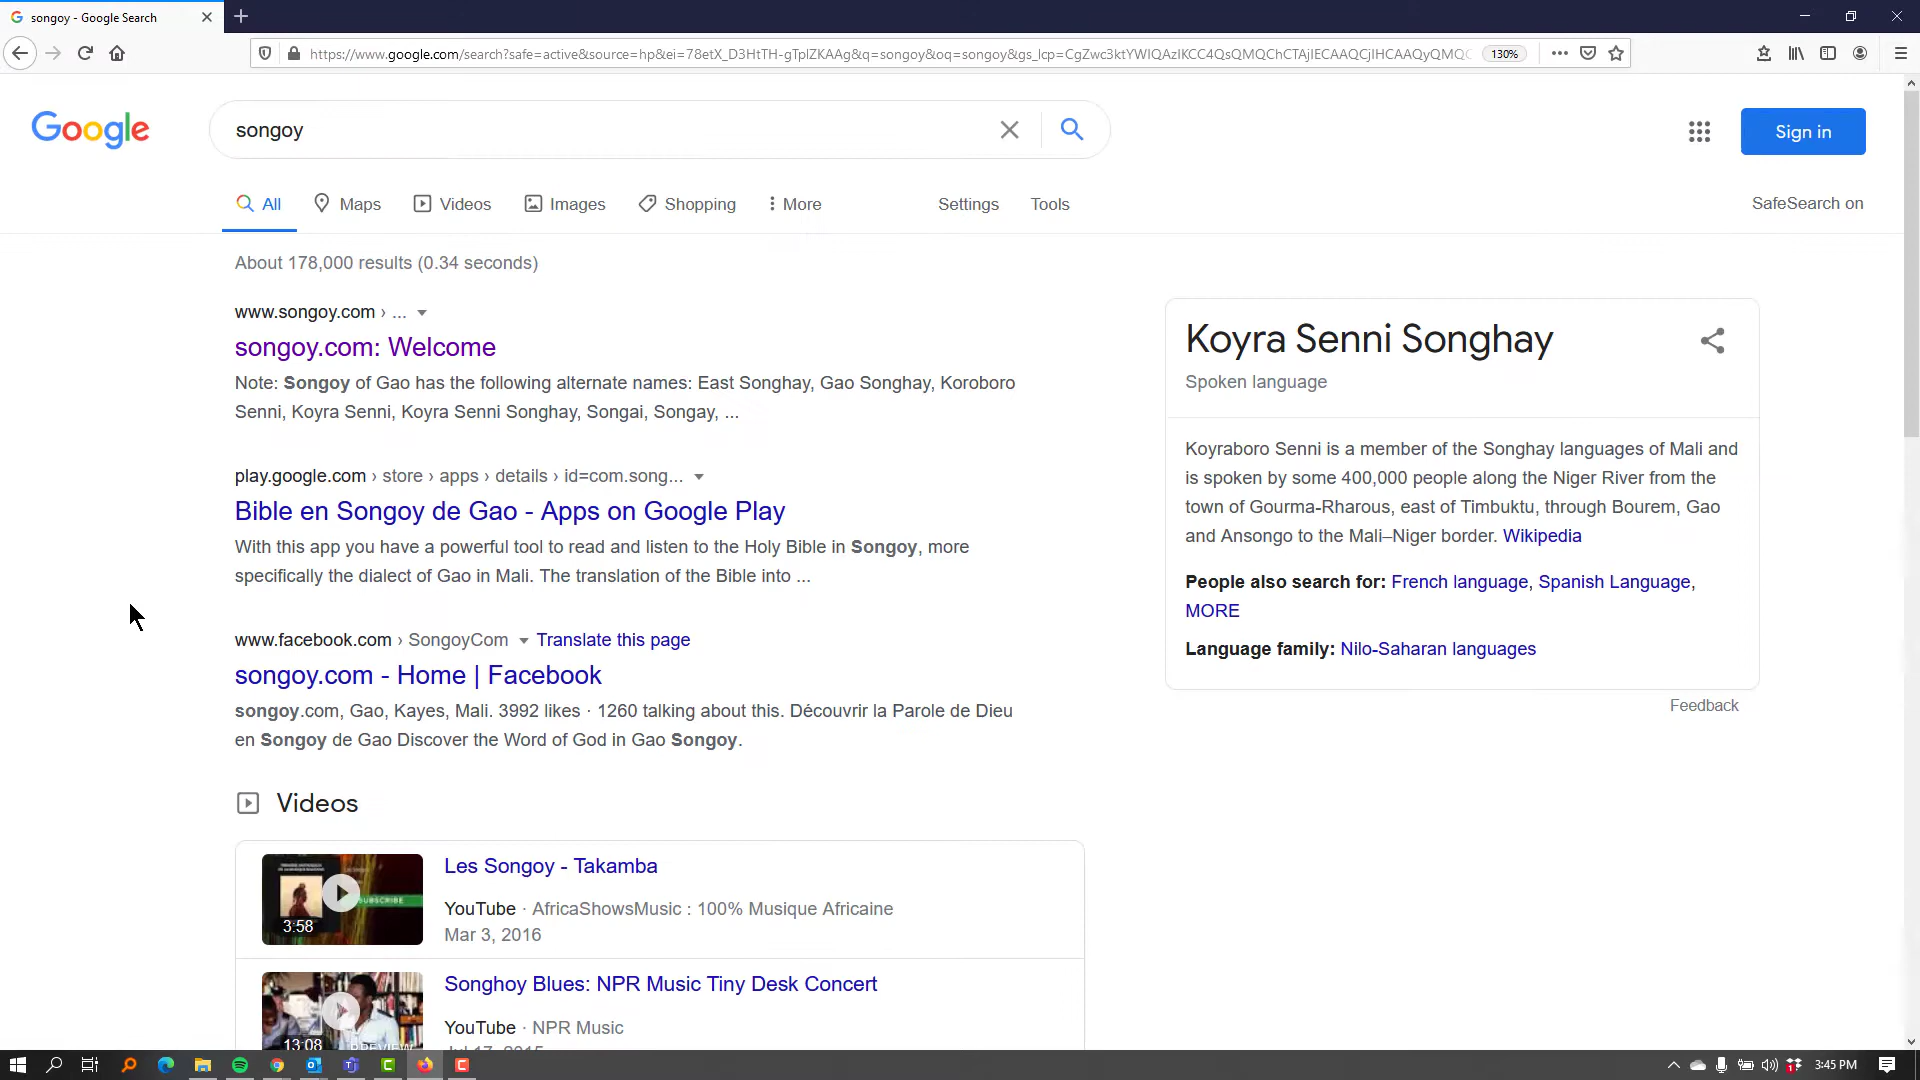 songoy - Google Search
https://www.google.com/search?safe=active&source=hp&ei=78etX_D3HtTH-gTplZKAAg&q=songoy&oq=songoy&gs_lcp=CgZwc3ktYWIQAzIKCC4QsQMQChCTAjIECAAQCjIHCAAQyQMQC
130%
Google
songoy
Sign in
All
Maps
Videos
Images
Shopping
More
Settings
Tools
SafeSearch on
About 178,000 results (0.34 seconds)
www.songoy.com › ...
songoy.com: Welcome
Note: Songoy of Gao has the following alternate names: East Songhay, Gao Songhay, Koroboro
Senni, Koyra Senni, Koyra Senni Songhay, Songai, Songay, ...
play.google.com › store › apps › details › id=com.song...
Bible en Songoy de Gao - Apps on Google Play
With this app you have a powerful tool to read and listen to the Holy Bible in Songoy, more
specifically the dialect of Gao in Mali. The translation of the Bible into ...
www.facebook.com › SongoyCom
Translate this page
songoy.com - Home | Facebook
songoy.com, Gao, Kayes, Mali. 3992 likes · 1260 talking about this. Découvrir la Parole de Dieu
en Songoy de Gao Discover the Word of God in Gao Songoy.
Videos
SUBSCRIBE
3:58
Les Songoy - Takamba
YouTube · AfricaShowsMusic : 100% Musique Africaine
Mar 3, 2016
PREVIEW
13:08
Songhoy Blues: NPR Music Tiny Desk Concert
YouTube · NPR Music
Koyra Senni Songhay
Spoken language
Koyraboro Senni is a member of the Songhay languages of Mali and
is spoken by some 400,000 people along the Niger River from the
town of Gourma-Rharous, east of Timbuktu, through Bourem, Gao
and Ansongo to the Mali–Niger border. Wikipedia
People also search for: French language, Spanish Language,
MORE
Language family: Nilo-Saharan languages
Feedback
3:45 PM